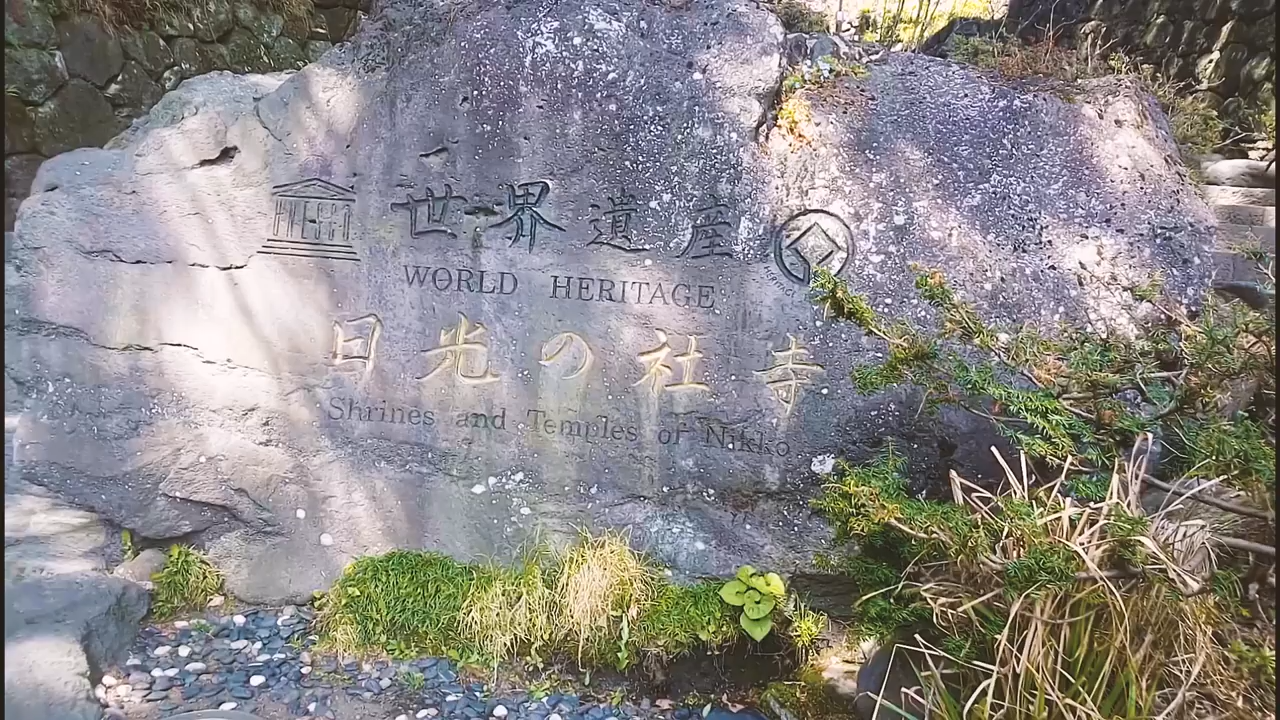 世界遺産
WORLD HERITAGE
日光の社寺
Shrines and Temples of Nikko